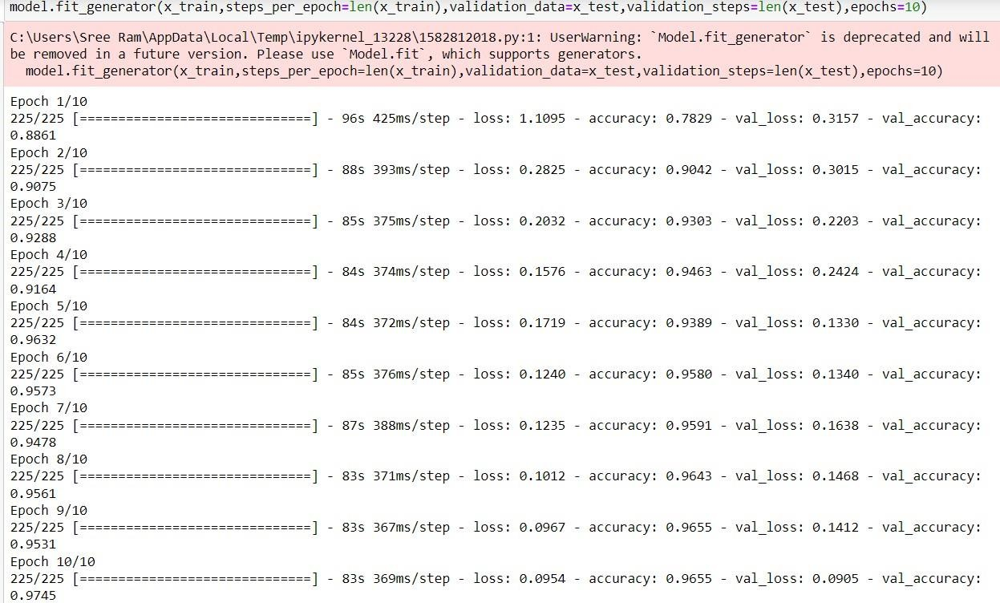 model.fit_generator(x_train,steps_per_epoch=len(x_train),validation_data=x_test,validation_steps=len(x_test),epochs=10)
C:\Users\Sree Ram\AppData\Local\Temp\ipykernel_13228\1582812018.py:1: UserWarning: `Model.fit_generator` is deprecated and will
be removed in a future version. Please use `Model.fit`, which supports generators.
  model.fit_generator(x_train,steps_per_epoch=len(x_train),validation_data=x_test,validation_steps=len(x_test),epochs=10)
Epoch 1/10
225/225 [==============================] - 96s 425ms/step - loss: 1.1095 - accuracy: 0.7829 - val_loss: 0.3157 - val_accuracy:
0.8861
Epoch 2/10
225/225 [==============================] - 88s 393ms/step - loss: 0.2825 - accuracy: 0.9042 - val_loss: 0.3015 - val_accuracy:
0.9075
Epoch 3/10
225/225 [==============================] - 85s 375ms/step - loss: 0.2032 - accuracy: 0.9303 - val_loss: 0.2203 - val_accuracy:
0.9288
Epoch 4/10
225/225 [==============================] - 84s 374ms/step - loss: 0.1576 - accuracy: 0.9463 - val_loss: 0.2424 - val_accuracy:
0.9164
Epoch 5/10
225/225 [==============================] - 84s 372ms/step - loss: 0.1719 - accuracy: 0.9389 - val_loss: 0.1330 - val_accuracy:
0.9632
Epoch 6/10
225/225 [==============================] - 85s 376ms/step - loss: 0.1240 - accuracy: 0.9580 - val_loss: 0.1340 - val_accuracy:
0.9573
Epoch 7/10
225/225 [==============================] - 87s 388ms/step - loss: 0.1235 - accuracy: 0.9591 - val_loss: 0.1638 - val_accuracy:
0.9478
Epoch 8/10
225/225 [==============================] - 83s 371ms/step - loss: 0.1012 - accuracy: 0.9643 - val_loss: 0.1468 - val_accuracy:
0.9561
Epoch 9/10
225/225 [==============================] - 83s 367ms/step - loss: 0.0967 - accuracy: 0.9655 - val_loss: 0.1412 - val_accuracy:
0.9531
Epoch 10/10
225/225 [==============================] - 83s 369ms/step - loss: 0.0954 - accuracy: 0.9655 - val_loss: 0.0905 - val_accuracy:
0.9745